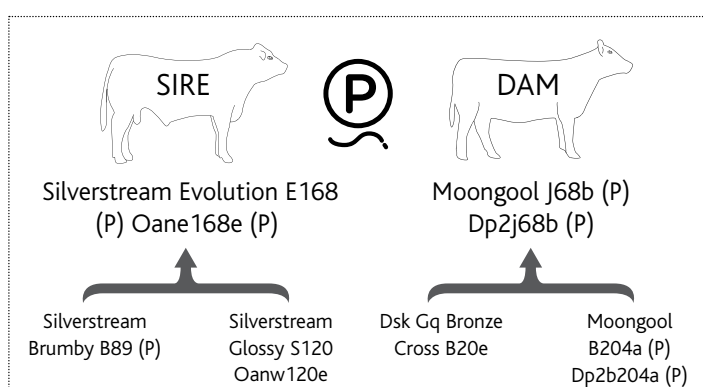 SIRE
P
DAM
Silverstream Evolution E168
(P) Oane168e (P)
Moongool J68b (P)
Dp2j68b (P)
Silverstream
Brumby B89 (P)
Silverstream
Glossy S120
Oanw120e
Dsk Gq Bronze
Cross B20e
Moongool
B204a (P)
Dp2b204a (P)